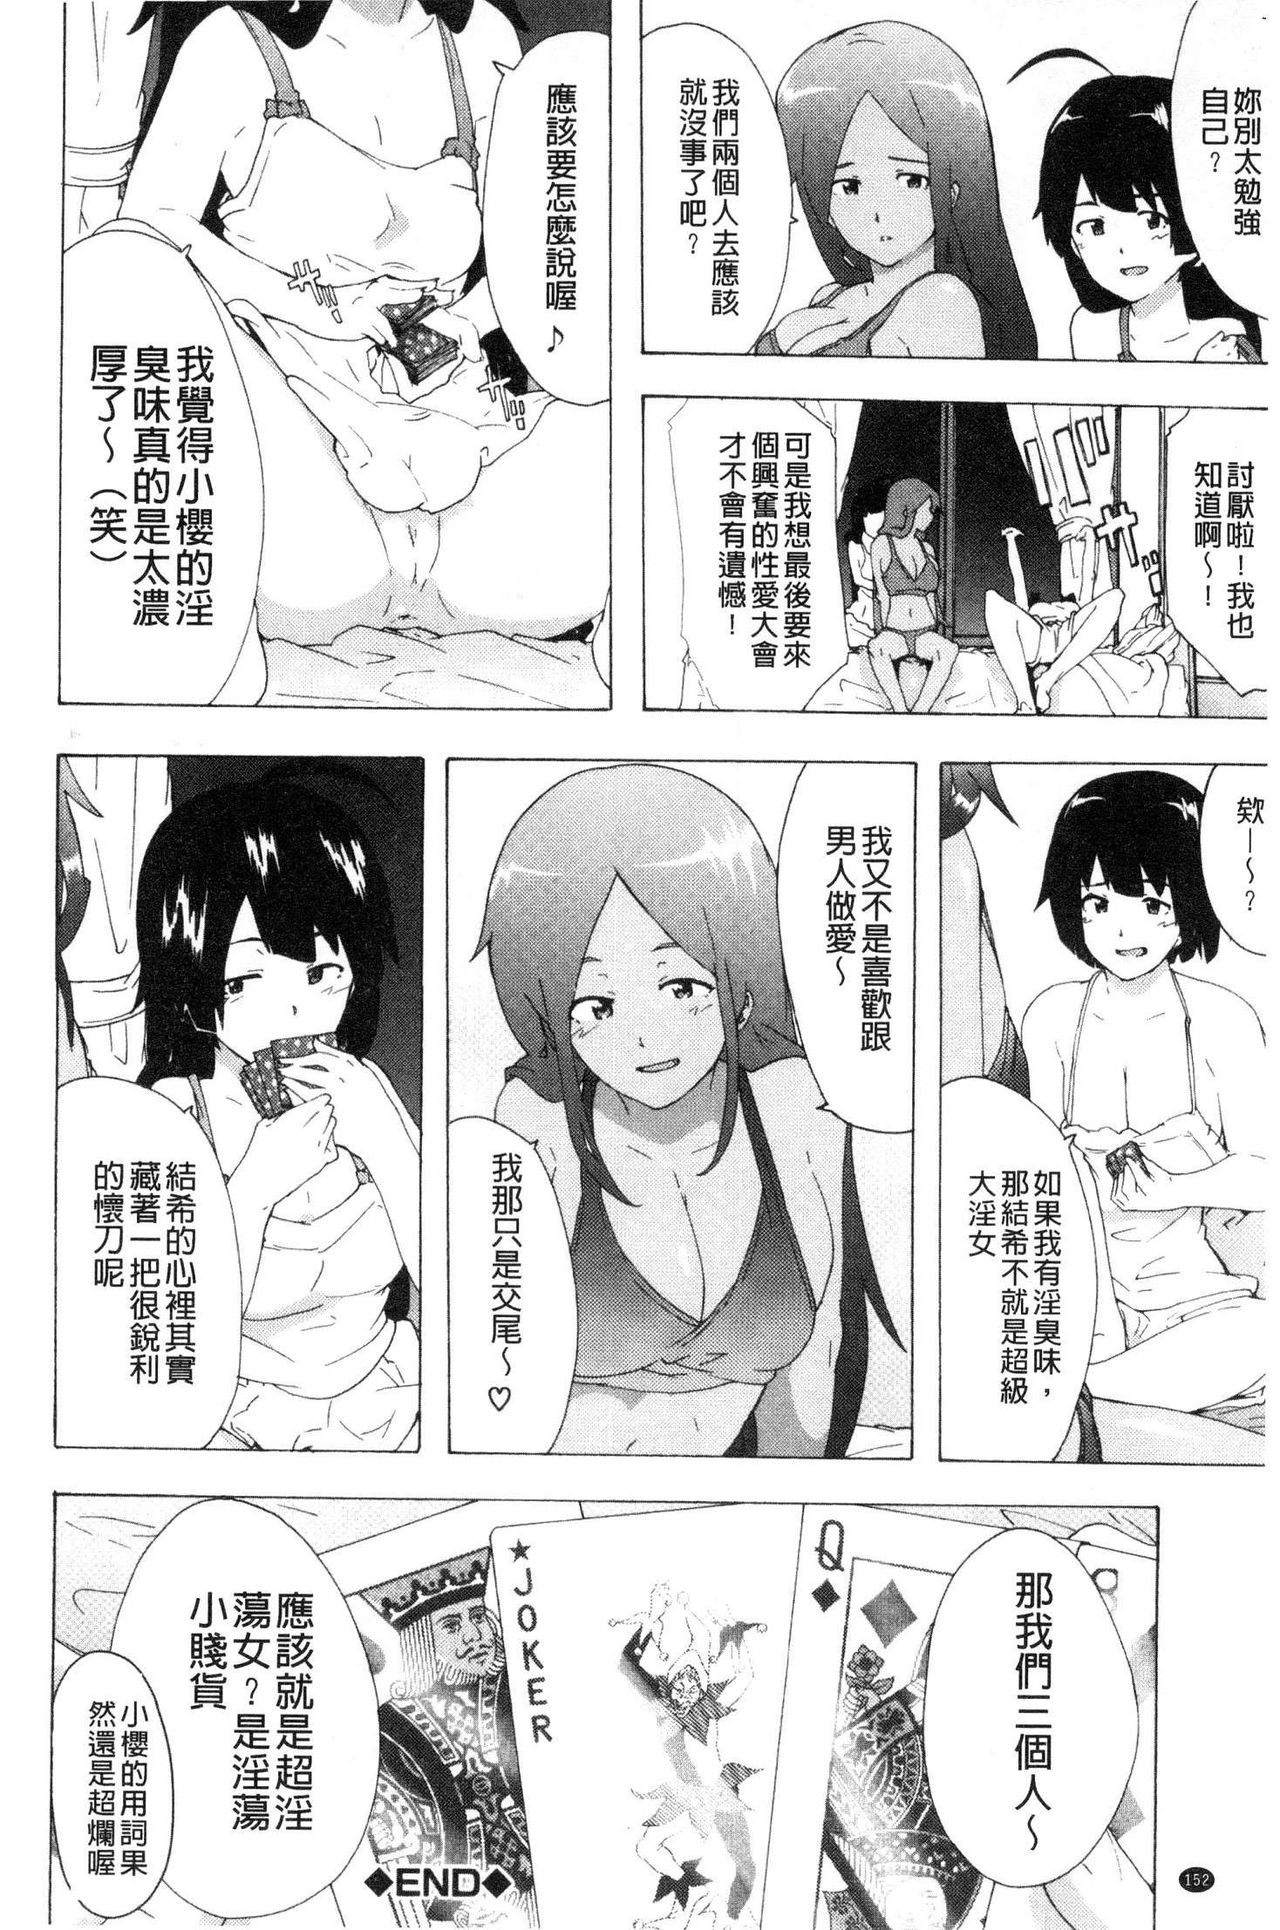 妳別太勉強
自己？
我們兩個人去應該
就沒事了吧？
討厭啦！我也
知道啊～！
可是我想最後要來
個興奮的性愛大會
才不會有遺憾！
應該要怎麼說喔♪
我覺得小櫻的淫
臭味真的是太濃
厚了～（笑）
欸—～？
如果我有淫臭味，
那結希不就是超級
大淫女
我又不是喜歡跟
男人做愛～
我那只是交尾～♡
結希的心裡其實
藏著一把很銳利
的懷刀呢
那我們三個人～
Q
JOKER
應該就是超淫
蕩女？是淫蕩
小賤貨
小櫻的用詞果
然還是超爛喔
◆END◆
152